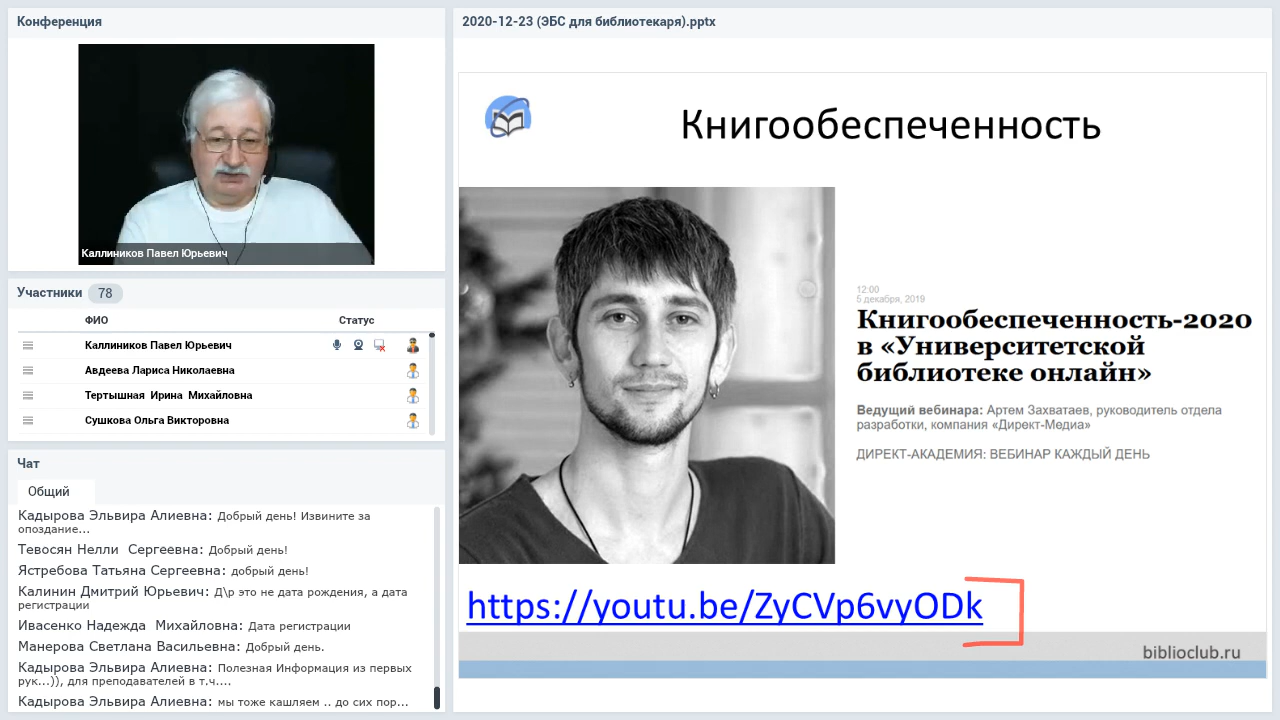 Конференция
Каллиников Павел Юрьевич
Участники 78
ФИО Статус
Каллиников Павел Юрьевич
Авдеева Лариса Николаевна
Тертышная Ирина Михайловна
Сушкова Ольга Викторовна
Чат
Общий
Кадырова Эльвира Алиевна: Добрый день! Извините за
опоздание...
Тевосян Нелли Сергеевна: Добрый день!
Ястребова Татьяна Сергеевна: добрый день!
Калинин Дмитрий Юрьевич: Д\р это не дата рождения, а дата
регистрации
Ивасенко Надежда Михайловна: Дата регистрации
Манерова Светлана Васильевна: Добрый день.
Кадырова Эльвира Алиевна: Полезная Информация из первых
рук...)), для преподавателей в т.ч....
Кадырова Эльвира Алиевна: мы тоже кашляем .. до сих пор...
2020-12-23 (ЭБС для библиотекаря).pptx
Книгообеспеченность
12:00
5 декабря, 2019
Книгообеспеченность-2020
в «Университетской
библиотеке онлайн»
Ведущий вебинара: Артем Захватаев, руководитель отдела
разработки, компания «Директ-Медиа»
ДИРЕКТ-АКАДЕМИЯ: ВЕБИНАР КАЖДЫЙ ДЕНЬ
https://youtu.be/ZyCVp6vyODk
biblioclub.ru